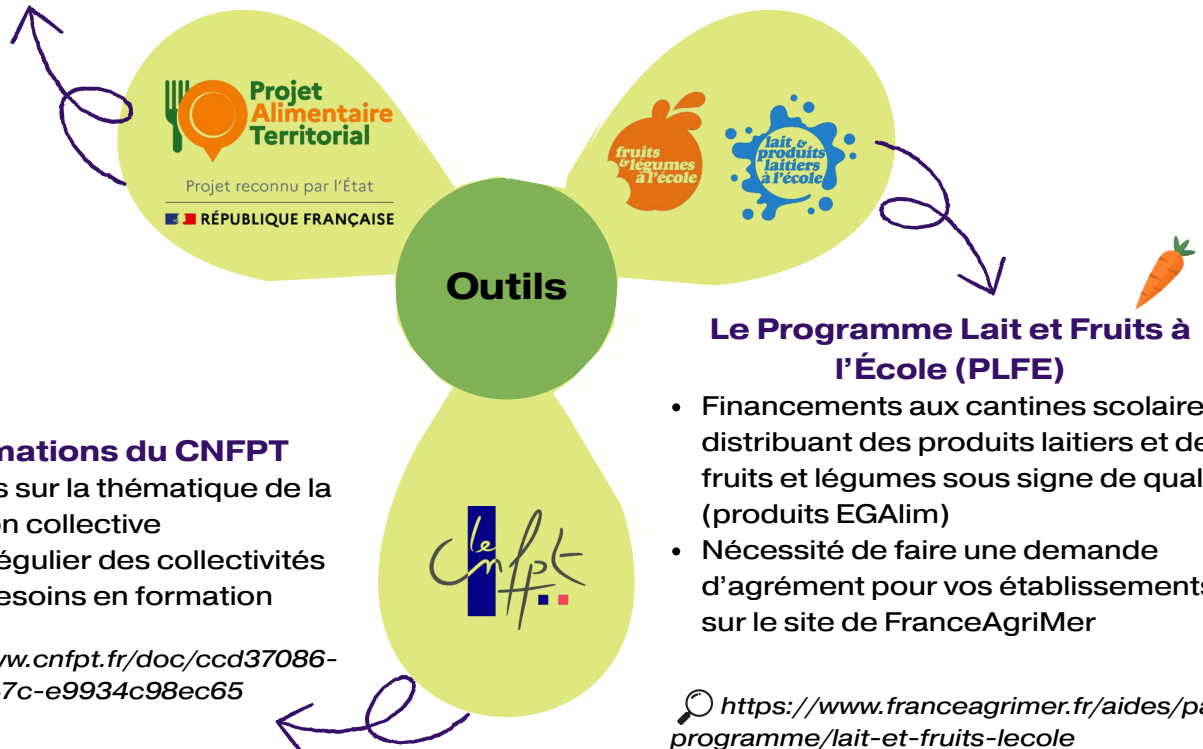 Projet
Alimentaire
Territorial
Projet reconnu par l'État
RÉPUBLIQUE FRANÇAISE
fruits
& légumes
à l'école
lait &
produits
laitiers
à l'école
Outils
Le Programme Lait et Fruits à
l'École (PLFE)
• Financements aux cantines scolaire
distribuant des produits laitiers et de
fruits et légumes sous signe de qual
(produits EGAlim)
• Nécessité de faire une demande
d'agrément pour vos établissements
sur le site de FranceAgriMer
https://www.franceagrimer.fr/aides/pa
programme/lait-et-fruits-lecole
mations du CNFPT
s sur la thématique de la
on collective
égulier des collectivités
esoins en formation
ww.cnfpt.fr/doc/ccd37086-
7c-e9934c98ec65
le cnfpt